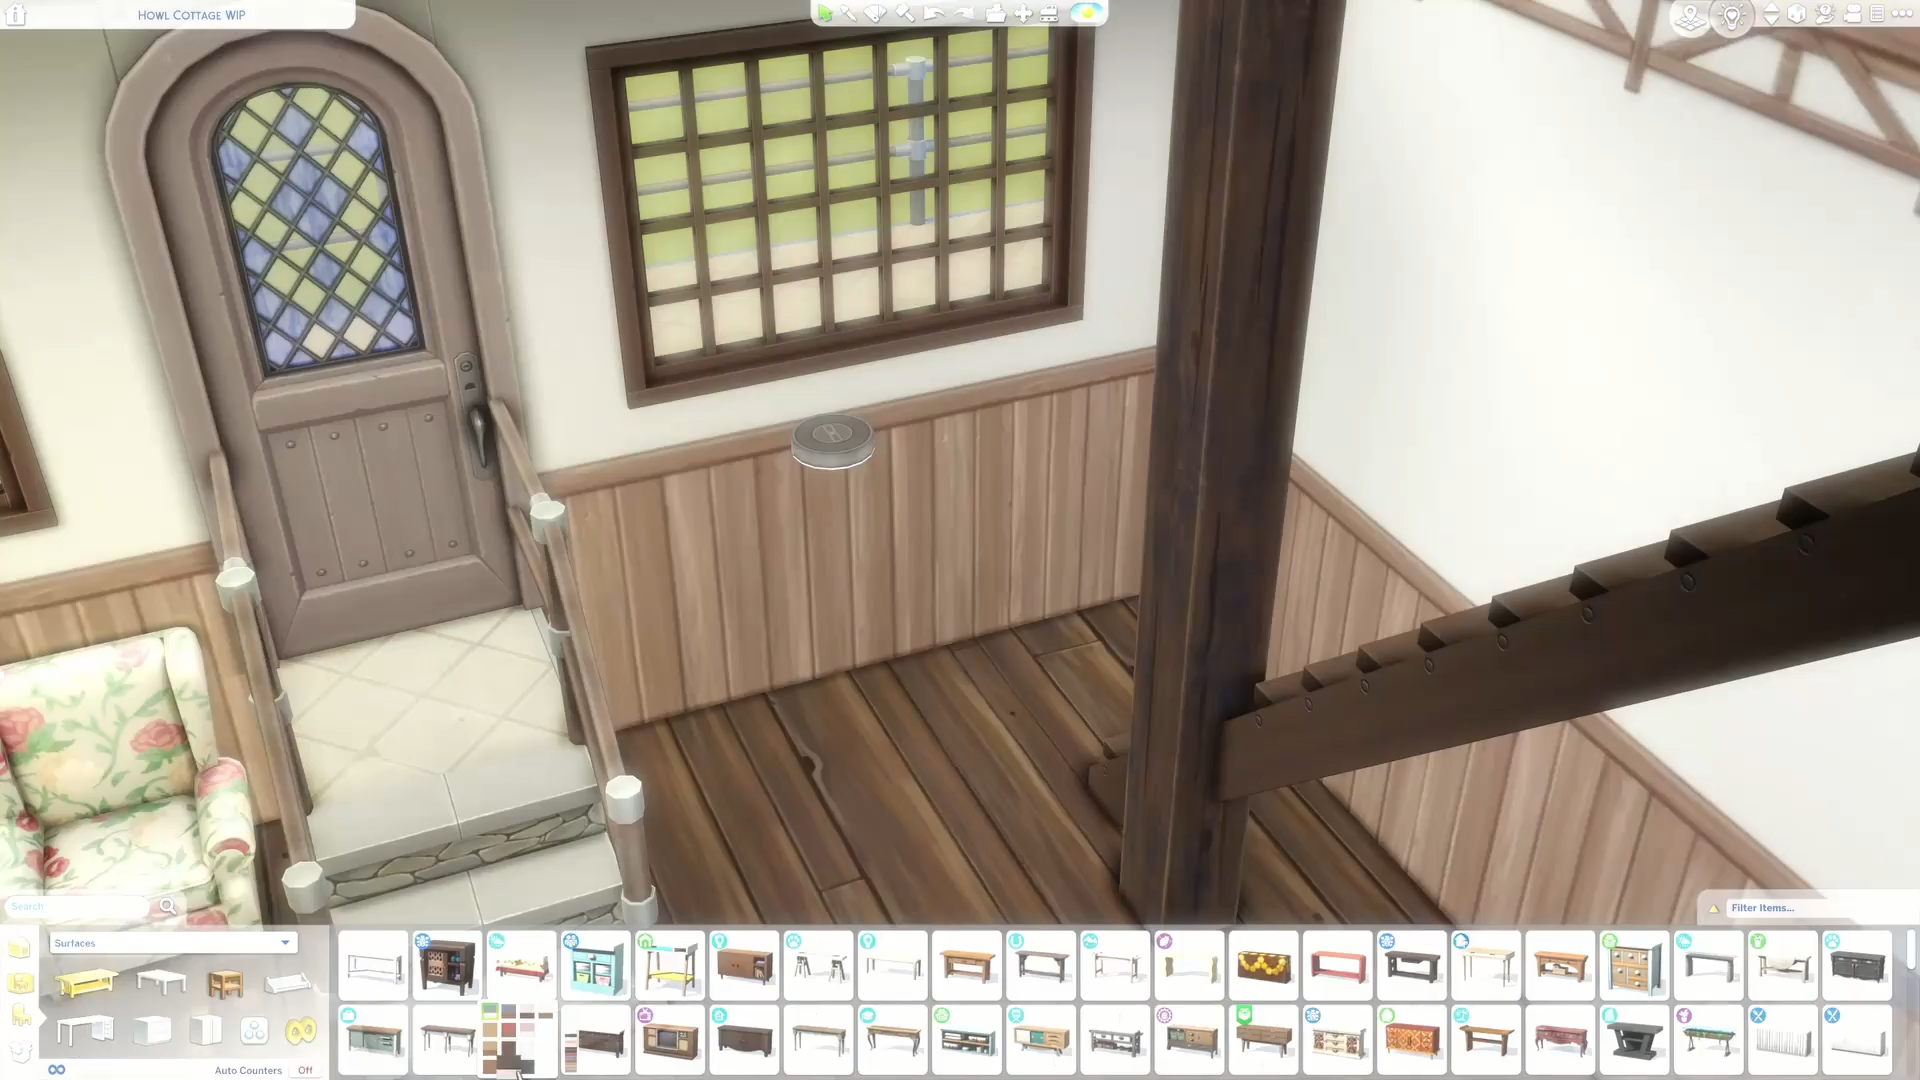 HOWL COTTAGE WIP
Search
Filter Items...
Surfaces
Auto Counters
Off